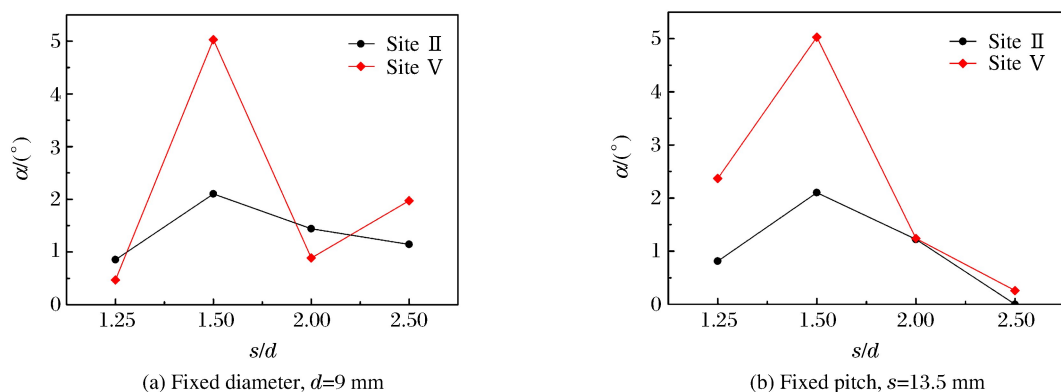 5
4
3
2
1
0
α/(°)
Site Ⅱ
Site Ⅴ
1.25 1.50 2.00 2.50
s/d
(a) Fixed diameter, d=9 mm
5
4
3
2
1
0
α/(°)
Site Ⅱ
Site Ⅴ
1.25 1.50 2.00 2.50
s/d
(b) Fixed pitch, s=13.5 mm